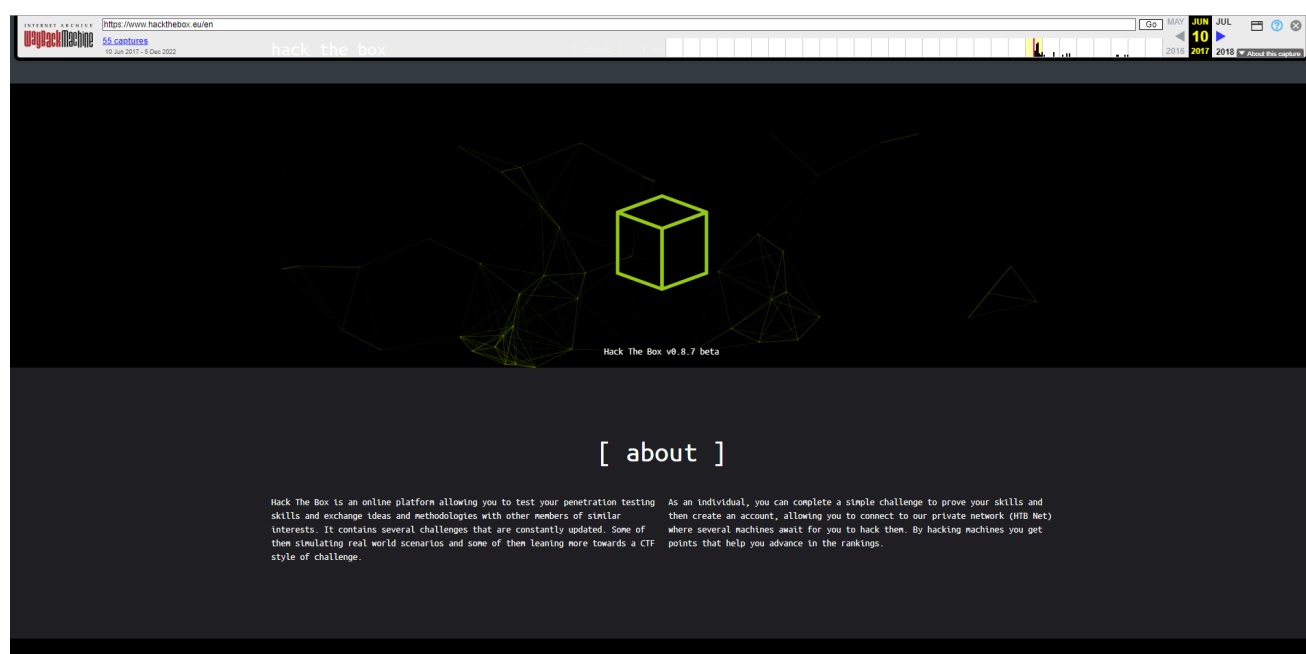 INTERNET ARCHIVE
WayBackMachine
https://www.hackthebox.eu/en
Go
MAY JUN JUL
55 captures
10
10 Jun 2017 - 5 Dec 2022
2016 2017 2018
About this capture
hack the box
Hack The Box v0.8.7 beta
[ about ]
Hack The Box is an online platform allowing you to test your penetration testing
skills and exchange ideas and methodologies with other members of similar
interests. It contains several challenges that are constantly updated. Some of
them simulating real world scenarios and some of them leaning more towards a CTF
style of challenge.
As an individual, you can complete a simple challenge to prove your skills and
then create an account, allowing you to connect to our private network (HTB Net)
where several machines await for you to hack them. By hacking machines you get
points that help you advance in the rankings.